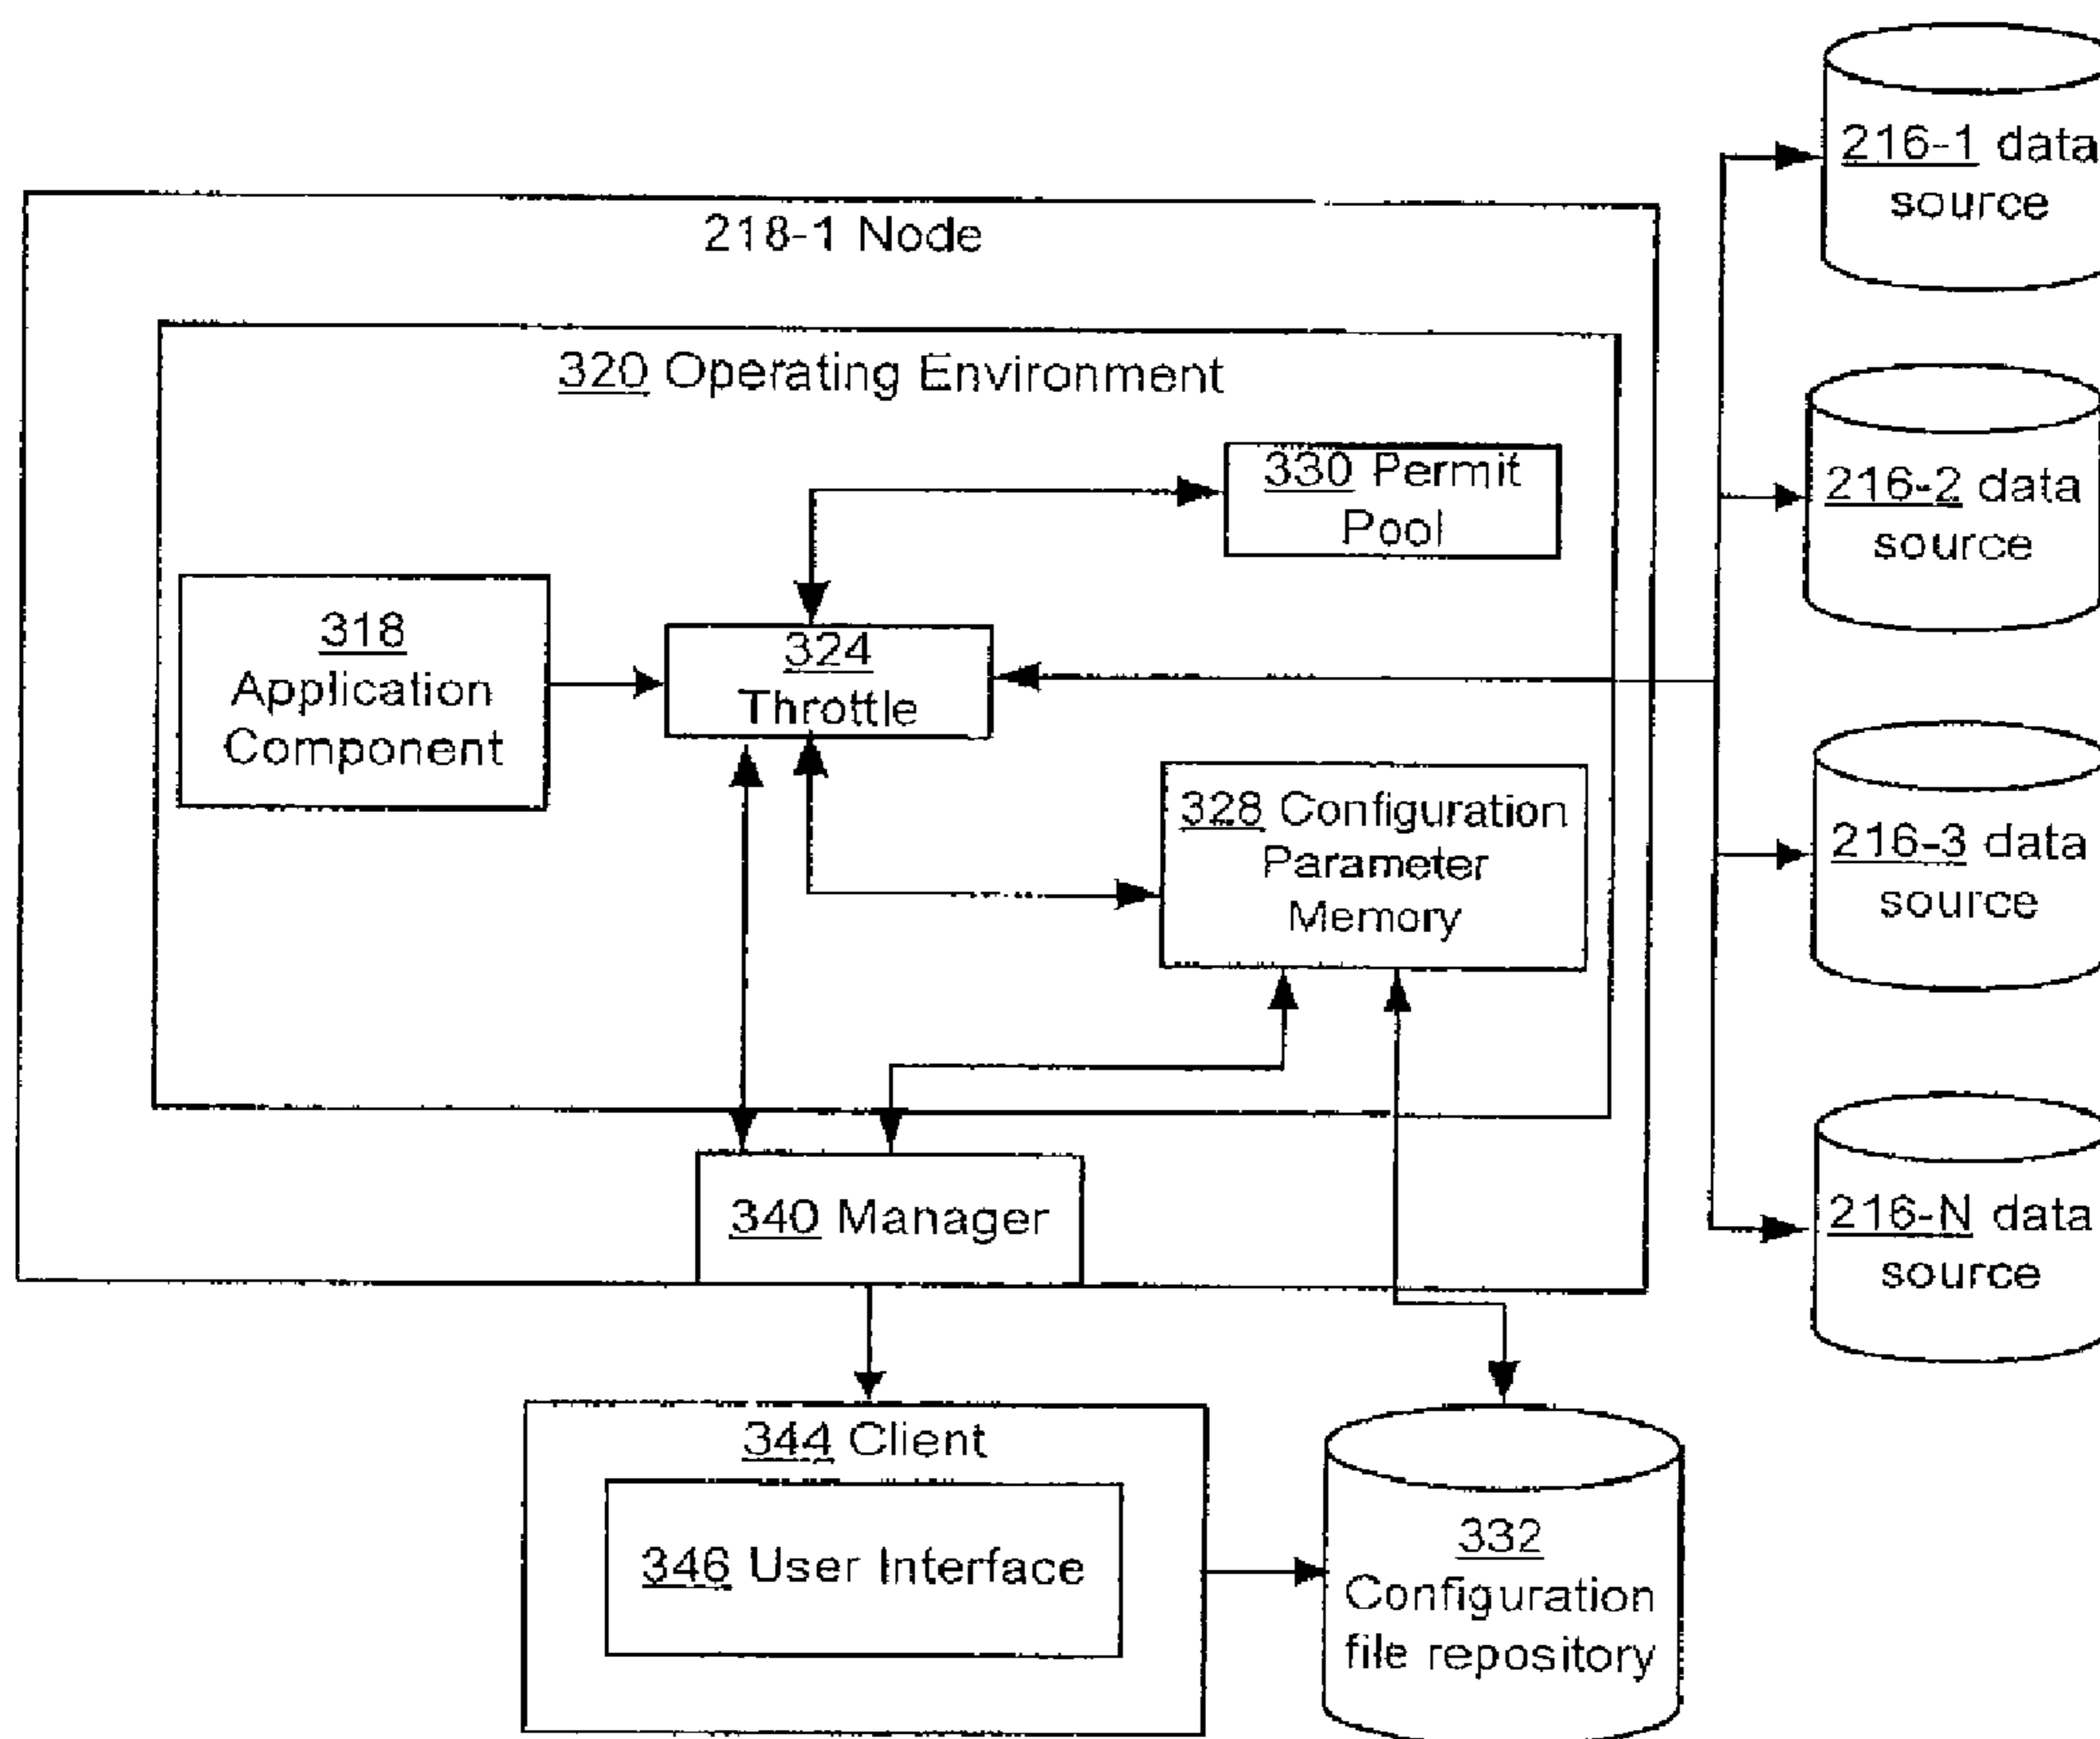 216-1 data
source
218-1 Node
320 Operating Environment
330 Permit
Pool
216-2 data
source
318
Application
Component
324
Throttle
328 Configuration
Parameter
Memory
216-3 data
source
340 Manager
216-N data
source
344 Client
346 User Interface
332
Configuration
file repository